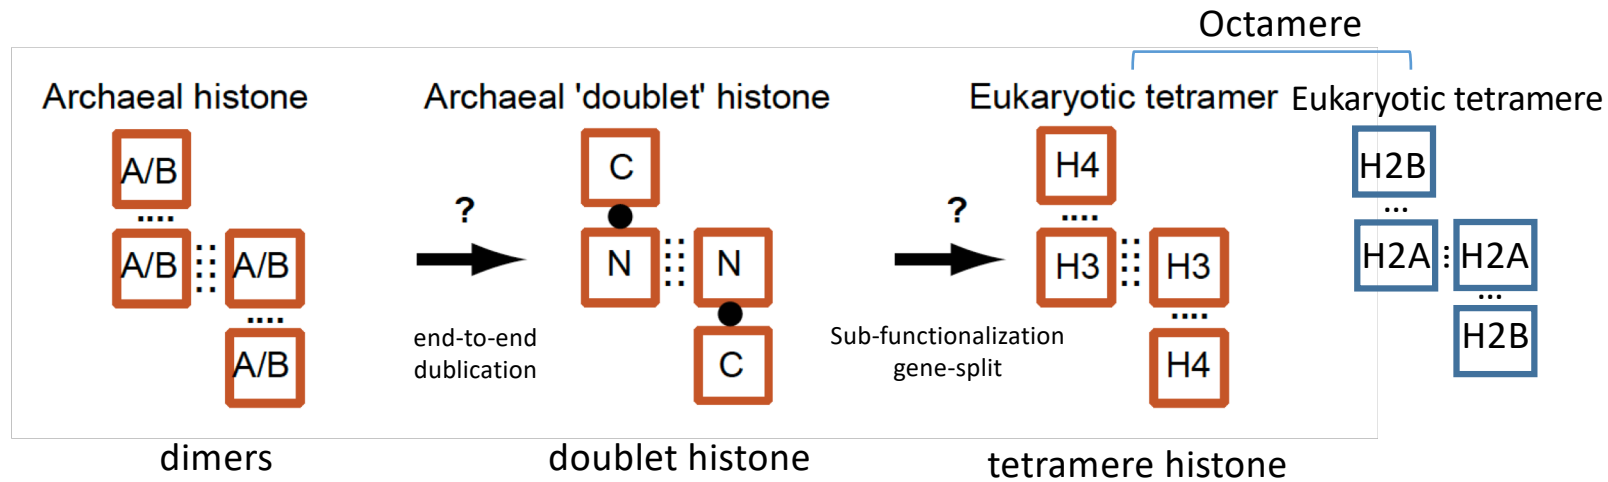 Octamere
Archaeal histone
Archaeal 'doublet' histone
Eukaryotic tetramer
Eukaryotic tetramere
A/B
A/B
A/B
A/B
?
end-to-end
dublication
C
N
N
C
?
Sub-functionalization
gene-split
H4
H3
H3
H4
H2B
H2A
H2A
H2B
dimers
doublet histone
tetramere histone